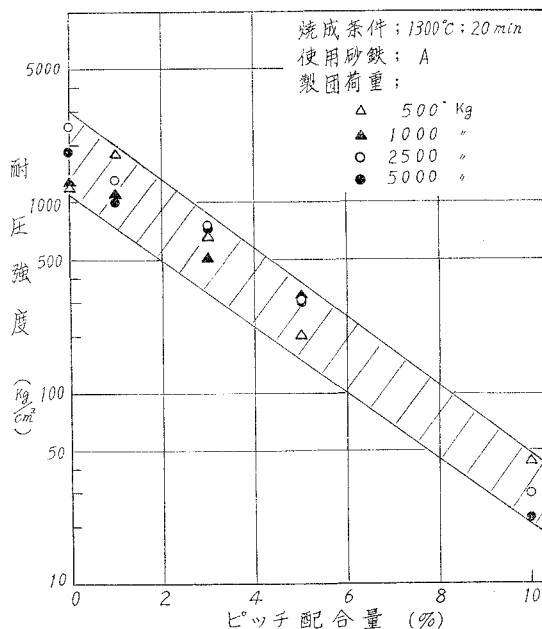 焼成条件；1300°C；20 min
使用砂鉄；A
製団荷重；
△ 500 Kg
▲ 1000 〃
○ 2500 〃
● 5000 〃
耐圧強度 (Kg/cm²)
5000
1000
500
100
50
10
0 2 4 6 8 10
ピッチ配合量 (%)